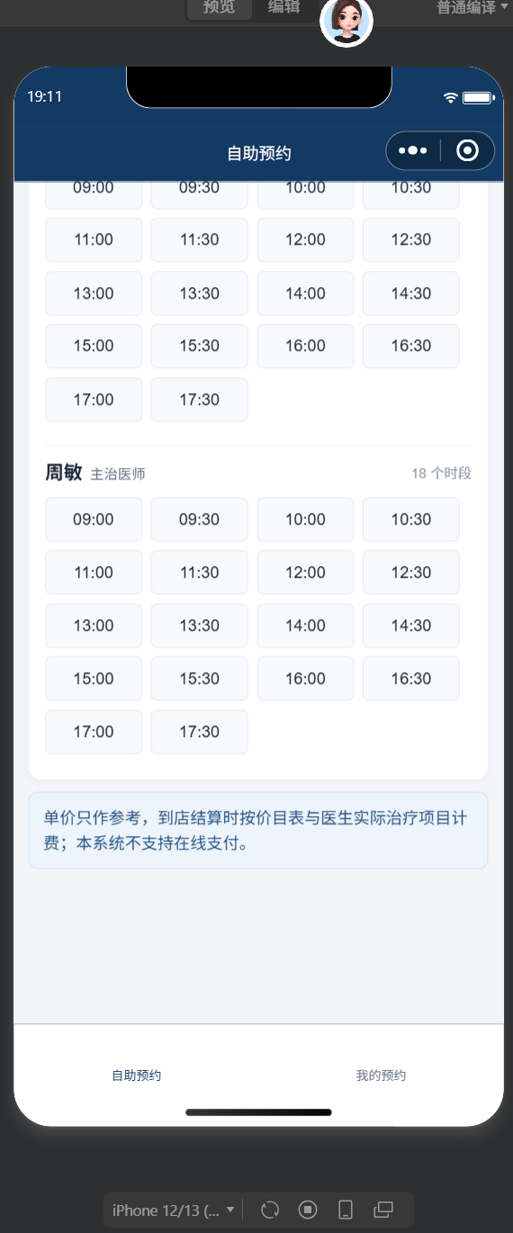 预览 编辑 普通编译
19:11
自助预约
09:00 09:30 10:00 10:30
11:00 11:30 12:00 12:30
13:00 13:30 14:00 14:30
15:00 15:30 16:00 16:30
17:00 17:30
周敏 主治医师 18 个时段
09:00 09:30 10:00 10:30
11:00 11:30 12:00 12:30
13:00 13:30 14:00 14:30
15:00 15:30 16:00 16:30
17:00 17:30
单价只作参考，到店结算时按价目表与医生实际治疗项目计
费；本系统不支持在线支付。
自助预约 我的预约
iPhone 12/13 (...